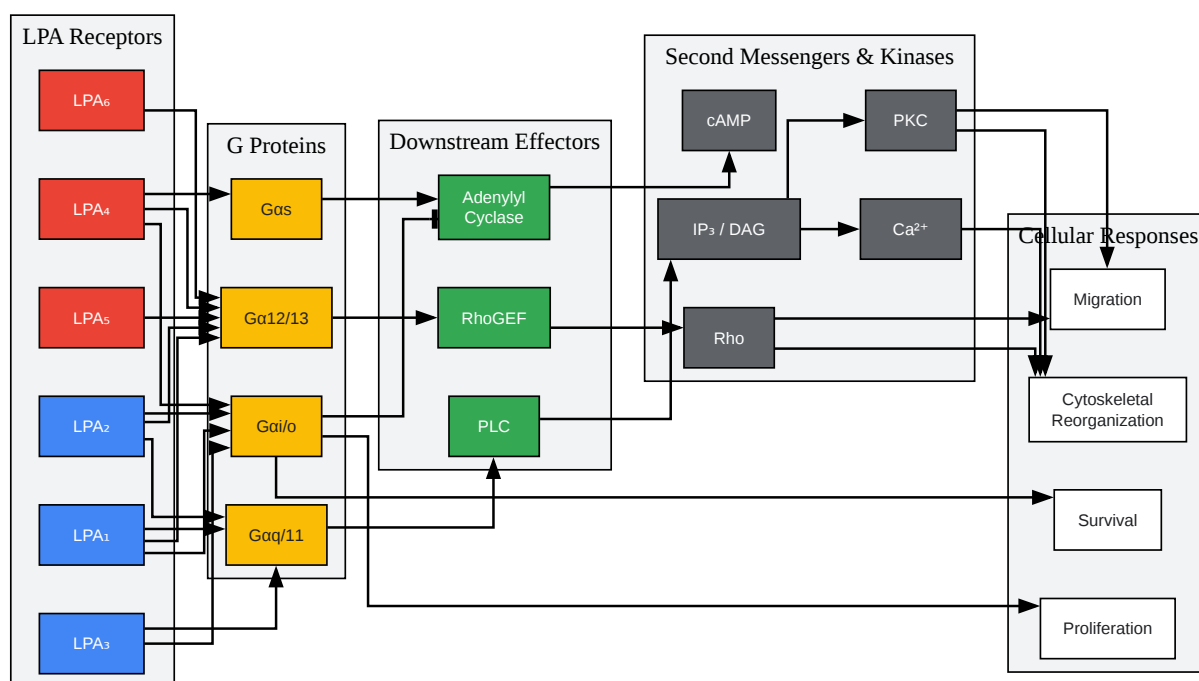 LPA Receptors
LPA₆
LPA₄
LPA₅
LPA₂
LPA₁
LPA₃
G Proteins
Gαs
Gα12/13
Gαi/o
Gαq/11
Downstream Effectors
Adenylyl
Cyclase
RhoGEF
PLC
Second Messengers & Kinases
cAMP
PKC
IP₃ / DAG
Ca²⁺
Rho
Cellular Responses
Migration
Cytoskeletal
Reorganization
Survival
Proliferation